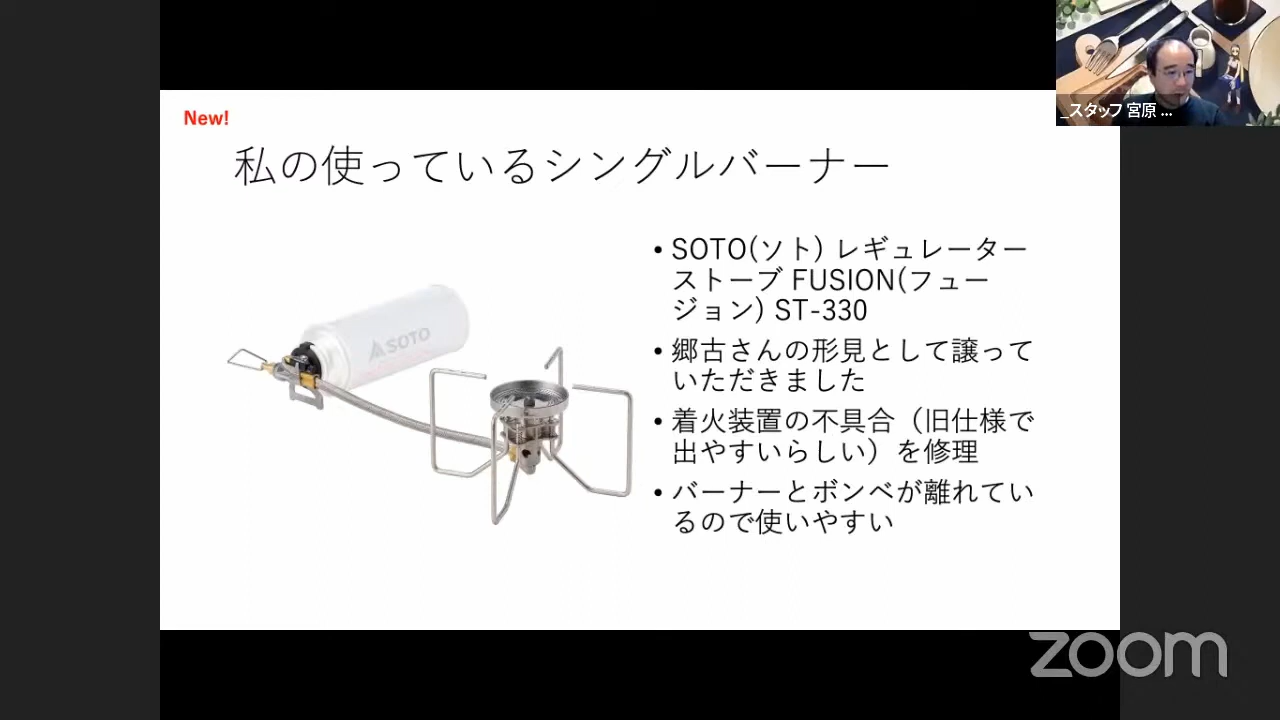 _スタッフ 宮原 ...
New!
私の使っているシングルバーナー
SOTO
• SOTO(ソト) レギュレーター
ストーブ FUSION(フュー
ジョン) ST-330
• 郷古さんの形見として譲って
いただきました
• 着火装置の不具合（旧仕様で
出やすいらしい）を修理
• バーナーとボンベが離れてい
るので使いやすい
zoom